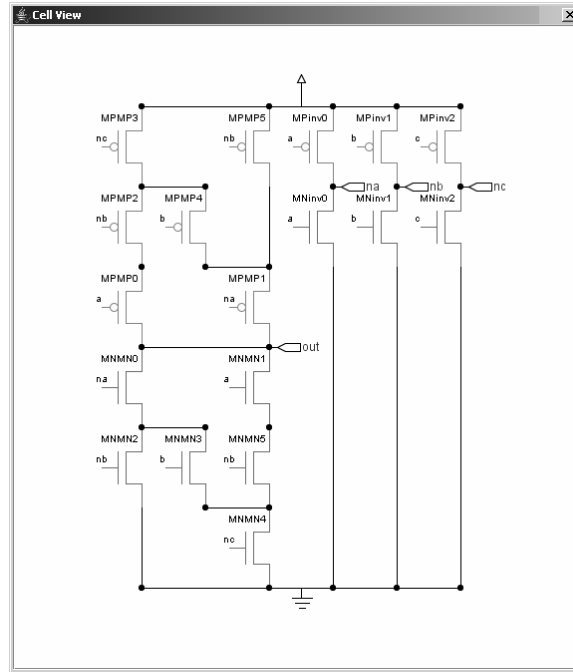 Cell View
MPMP3 MPMP5 MPinv0 MPinv1 MPinv2
nc nb a b c
na nb nc
MPMP2 MPMP4 MNinv0 MNinv1 MNinv2
nb b a b c
MPMP0 MPMP1
a na
out
MNMN0 MNMN1
na a
MNMN2 MNMN3 MNMN5
nb b nb
MNMN4
nc